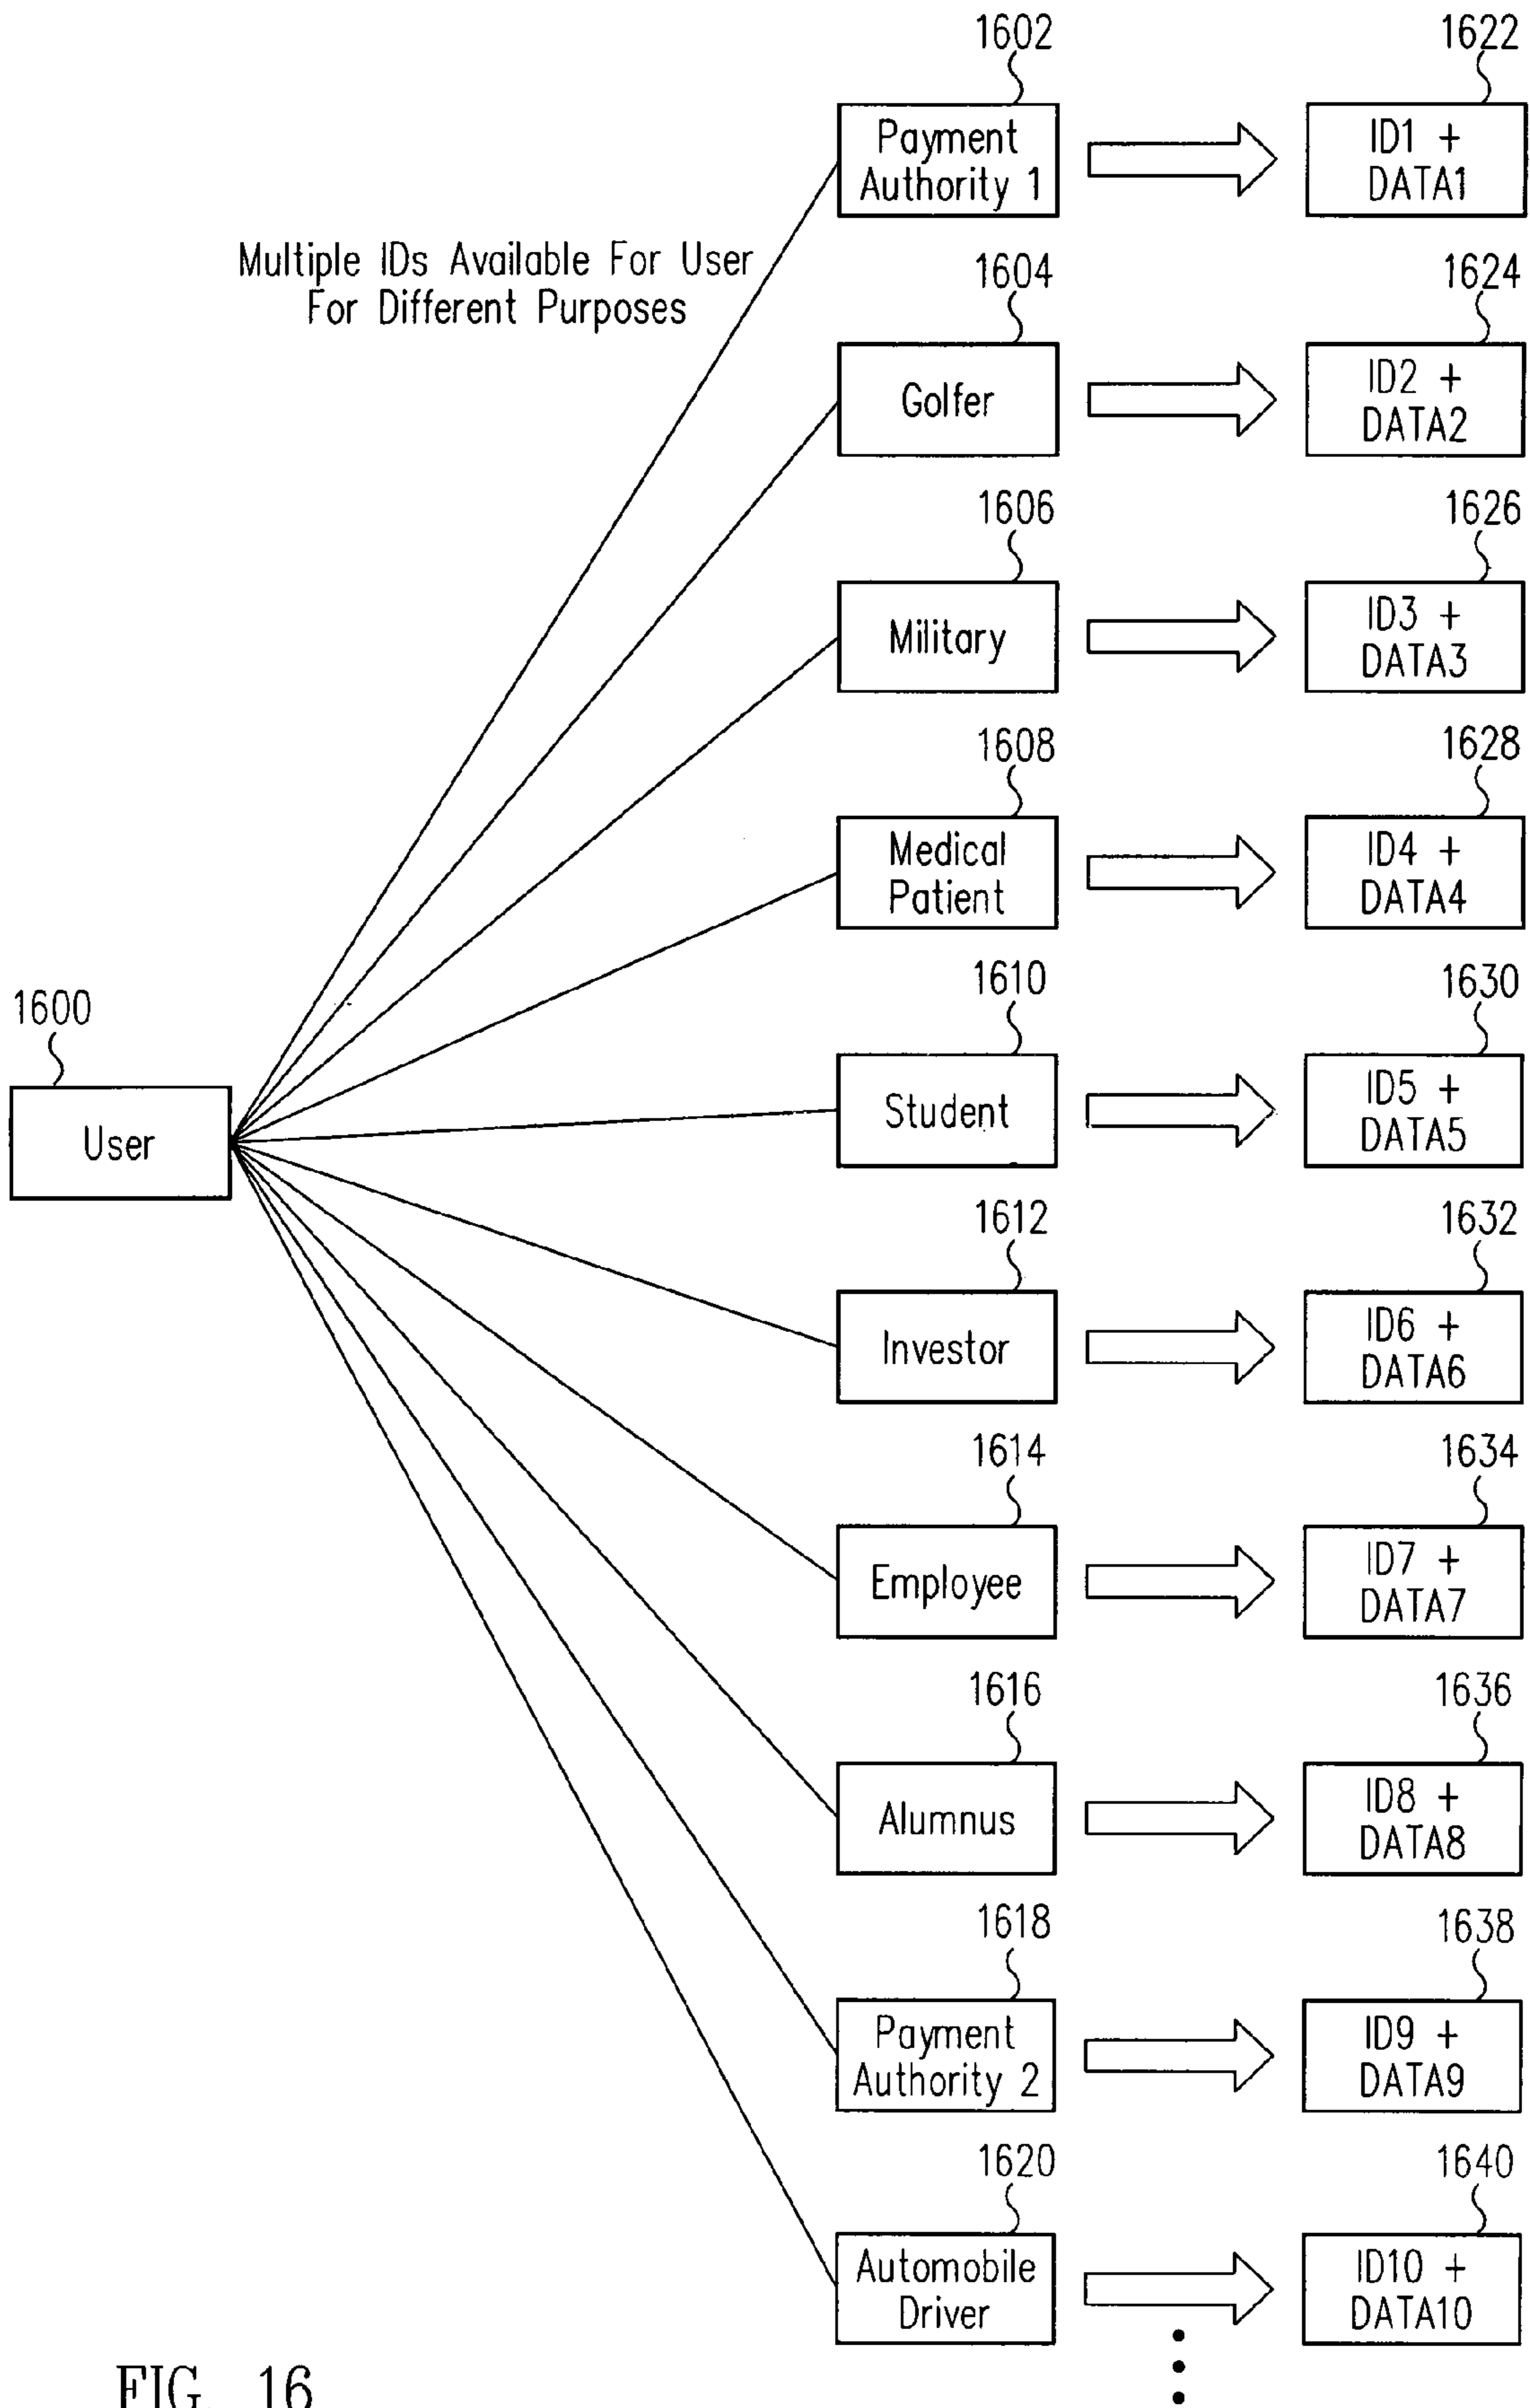 1602
1622
Payment
Authority 1
ID1 +
DATA1
Multiple IDs Available For User
For Different Purposes
1604
1624
Golfer
ID2 +
DATA2
1606
1626
Military
ID3 +
DATA3
1608
1628
Medical
Patient
ID4 +
DATA4
1600
User
1610
1630
Student
ID5 +
DATA5
1612
1632
Investor
ID6 +
DATA6
1614
1634
Employee
ID7 +
DATA7
1616
1636
Alumnus
ID8 +
DATA8
1618
1638
Payment
Authority 2
ID9 +
DATA9
1620
1640
Automobile
Driver
ID10 +
DATA10
FIG. 16